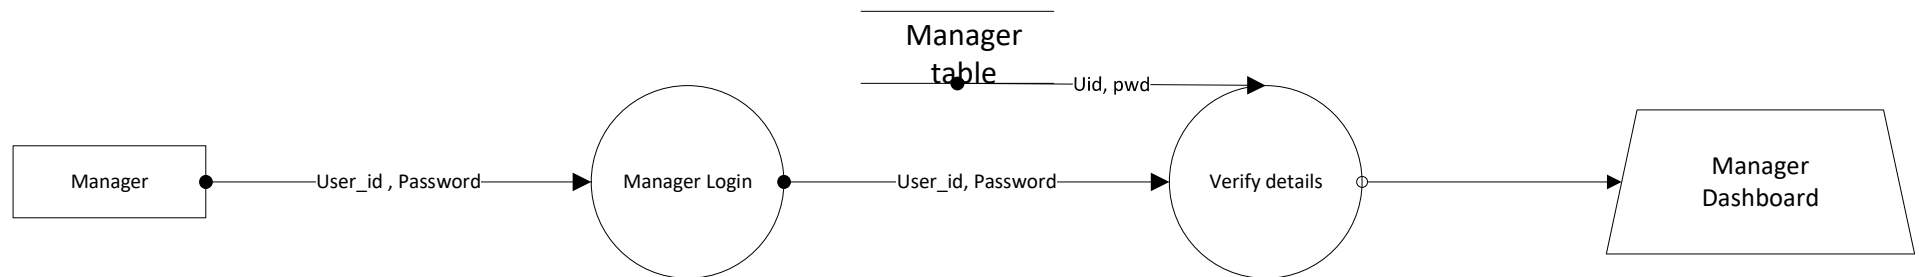 Manager
table
Uid, pwd
Manager
User_id , Password
Manager Login
User_id, Password
Verify details
Manager
Dashboard